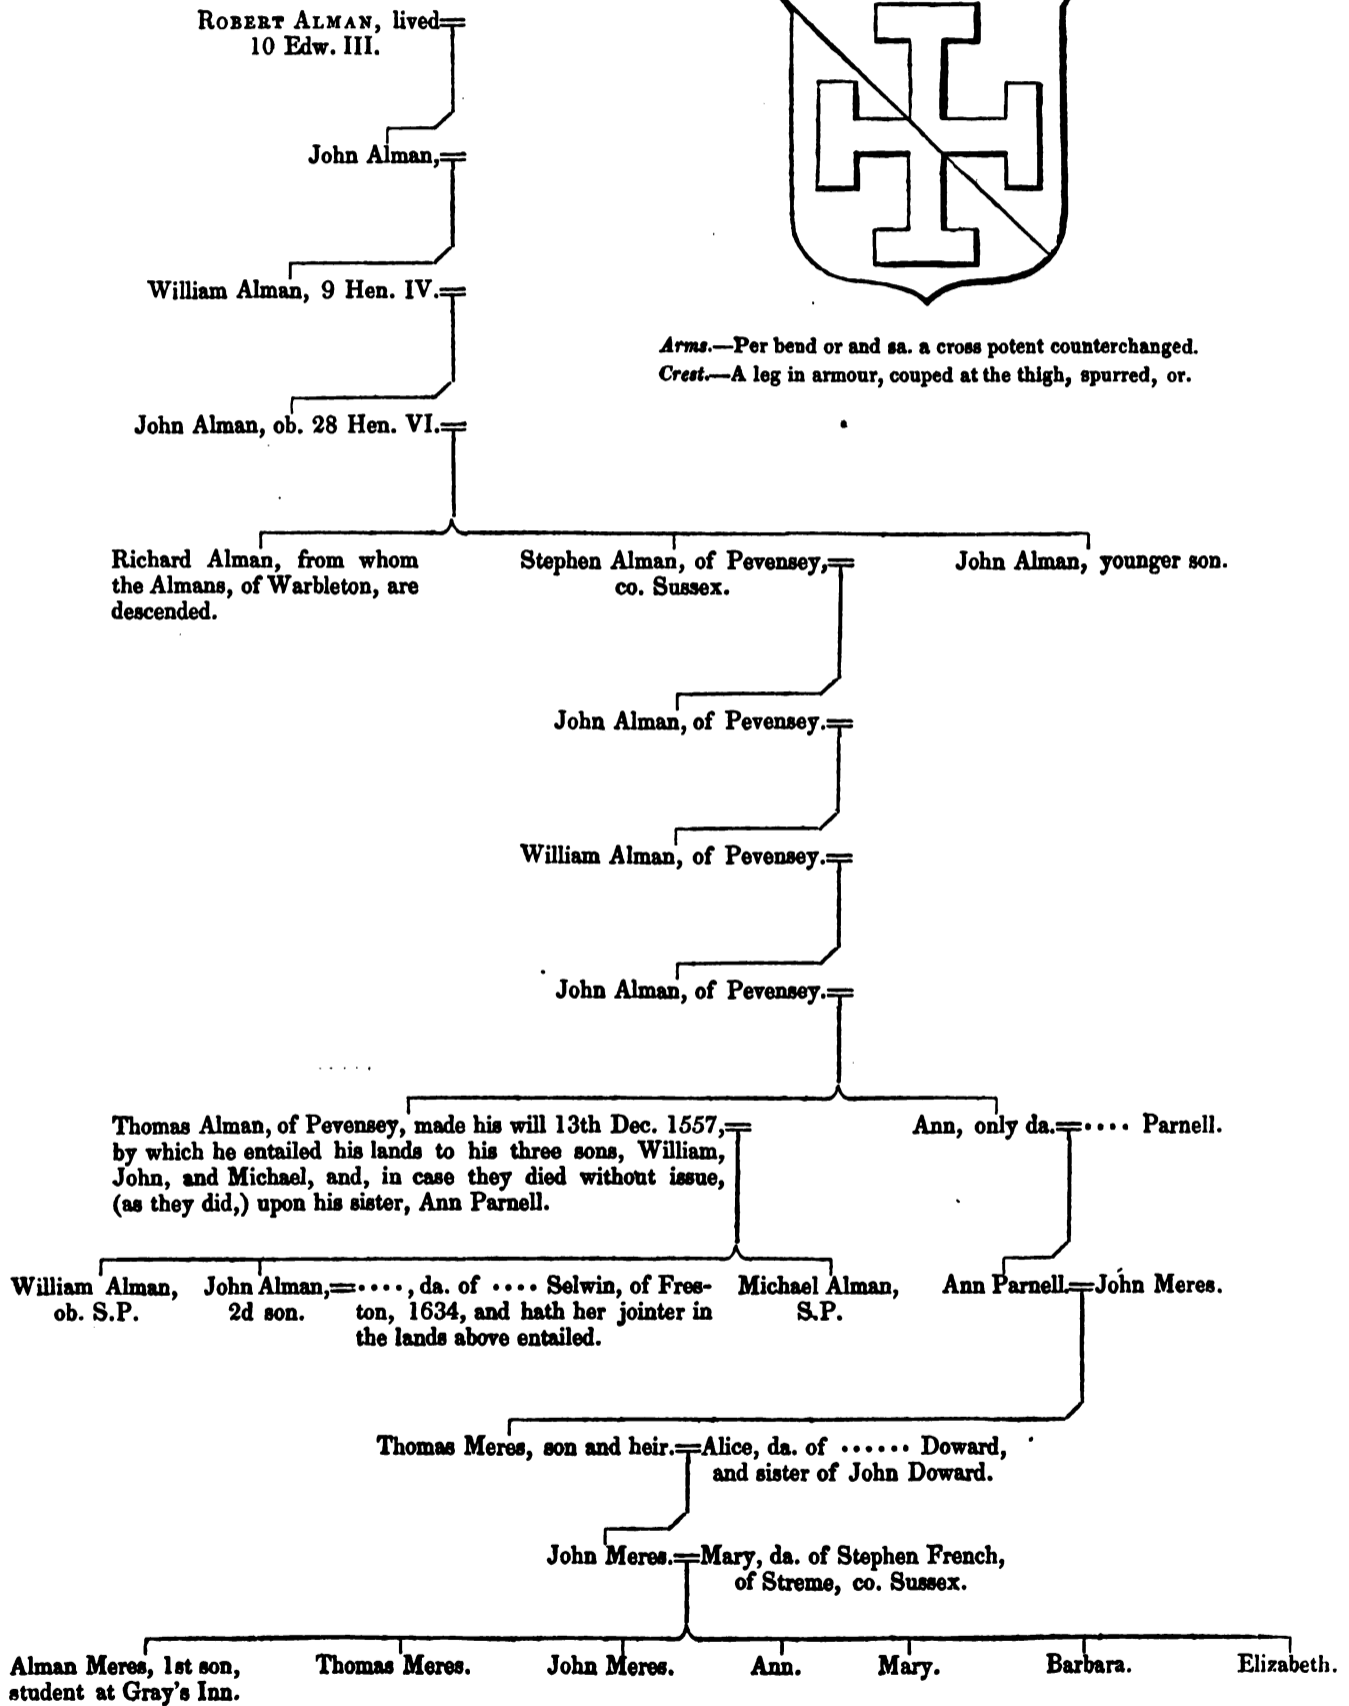 ROBERT ALMAN, lived
10 Edw. III.
John Alman,
William Alman, 9 Hen. IV.
Arms.—Per bend or and sa. a cross potent counterchanged.
Crest.—A leg in armour, couped at the thigh, spurred, or.
John Alman, ob. 28 Hen. VI.
Richard Alman, from whom
the Almans, of Warbleton, are
descended.
Stephen Alman, of Pevensey,
co. Sussex.
John Alman, younger son.
John Alman, of Pevensey.
William Alman, of Pevensey.
John Alman, of Pevensey.
Thomas Alman, of Pevensey, made his will 13th Dec. 1557,
by which he entailed his lands to his three sons, William,
John, and Michael, and, in case they died without issue,
(as they did,) upon his sister, Ann Parnell.
Ann, only da.=···· Parnell.
William Alman,
ob. S.P.
John Alman,=····, da. of ···· Selwin, of Fres-
2d son.
ton, 1634, and hath her jointer in
the lands above entailed.
Michael Alman,
S.P.
Ann Parnell.=John Meres.
Thomas Meres, son and heir.=Alice, da. of ······ Doward,
and sister of John Doward.
John Meres.=Mary, da. of Stephen French,
of Streme, co. Sussex.
Alman Meres, 1st son,
student at Gray's Inn.
Thomas Meres.
John Meres.
Ann.
Mary.
Barbara.
Elizabeth.